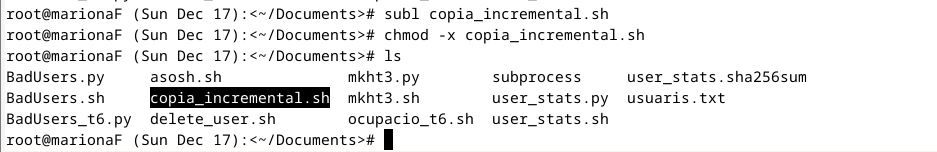 root@marionaF (Sun Dec 17):<~/Documents># subl copia_incremental.sh
root@marionaF (Sun Dec 17):<~/Documents># chmod -x copia_incremental.sh
root@marionaF (Sun Dec 17):<~/Documents># ls
BadUsers.py asosh.sh mkht3.py subprocess user_stats.sha256sum
BadUsers.sh copia_incremental.sh mkht3.sh user_stats.py usuaris.txt
BadUsers_t6.py delete_user.sh ocupacio_t6.sh user_stats.sh
root@marionaF (Sun Dec 17):<~/Documents>#